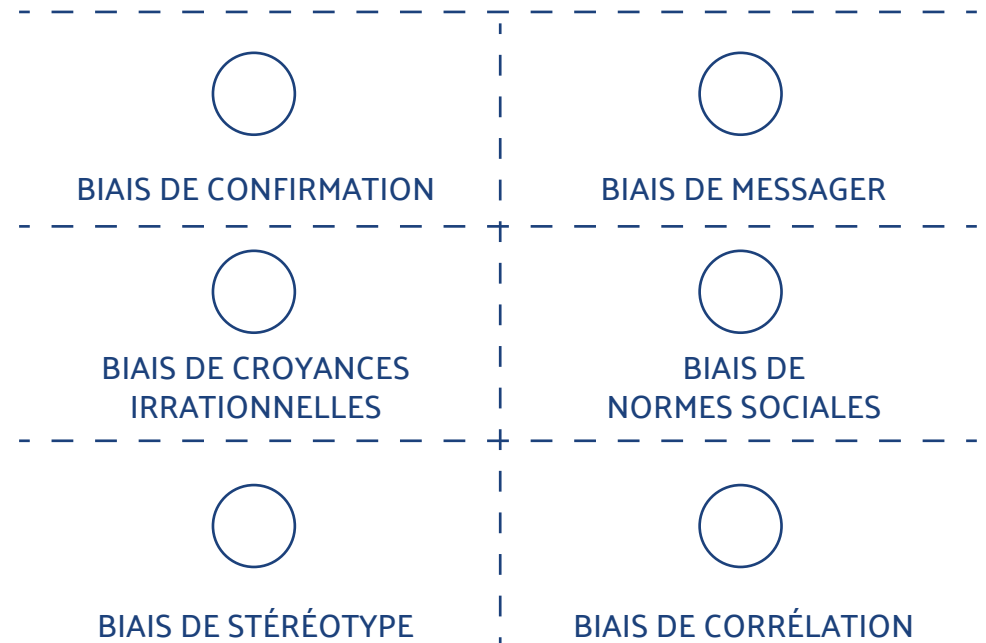 BIAIS DE CONFIRMATION
BIAIS DE MESSAGER
BIAIS DE CROYANCES
IRRATIONNELLES
BIAIS DE
NORMES SOCIALES
BIAIS DE STÉRÉOTYPE
BIAIS DE CORRÉLATION